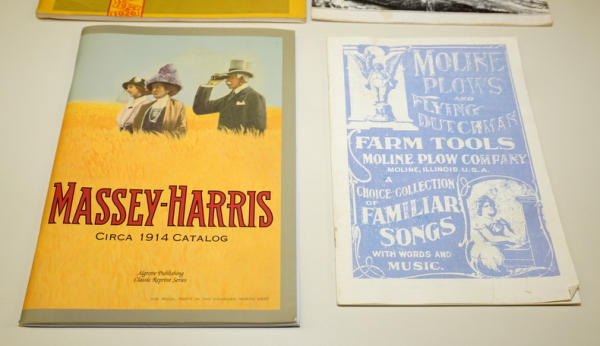 MASSEY-HARRIS
CIRCA 1914 CATALOG
Algrove Publishing
Classic Reprint Series
MOLINE
PLOWS
AND
FLYING
DUTCHMAN
FARM TOOLS
MOLINE PLOW COMPANY
MOLINE, ILLINOIS U.S.A.
A
CHOICE COLLECTION
OF
FAMILIAR
SONGS
WITH WORDS AND
MUSIC.